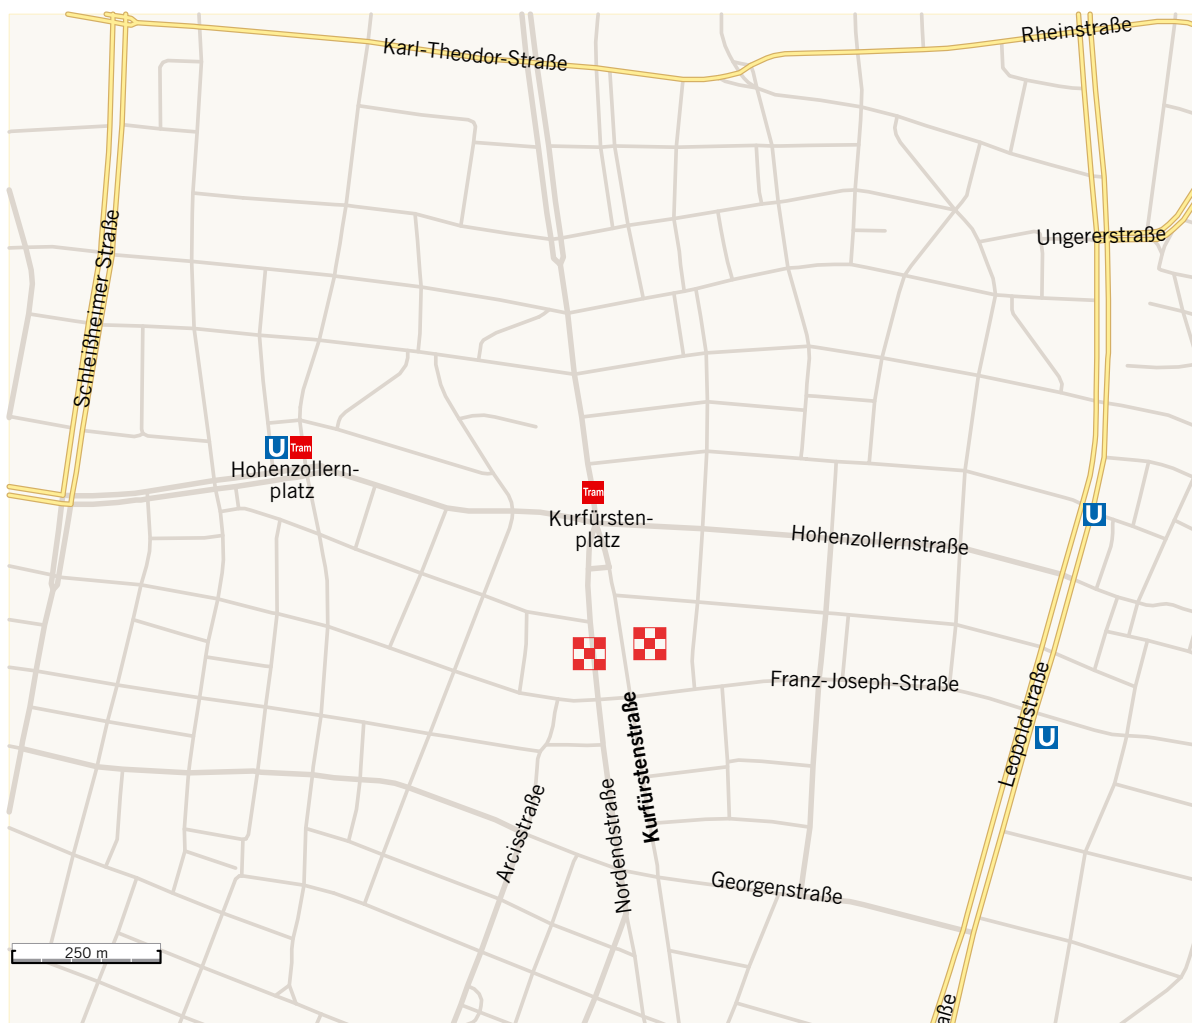 Rheinstraße
Karl-Theodor-Straße
Ungererstraße
Schleißheimer Straße
U
Tram
Hohenzollern-
platz
Tram
Kurfürsten-
platz
U
Hohenzollernstraße
Franz-Joseph-Straße
Leopoldstraße
U
Kurfürstenstraße
Nordendstraße
Arcisstraße
Georgenstraße
250 m
aße